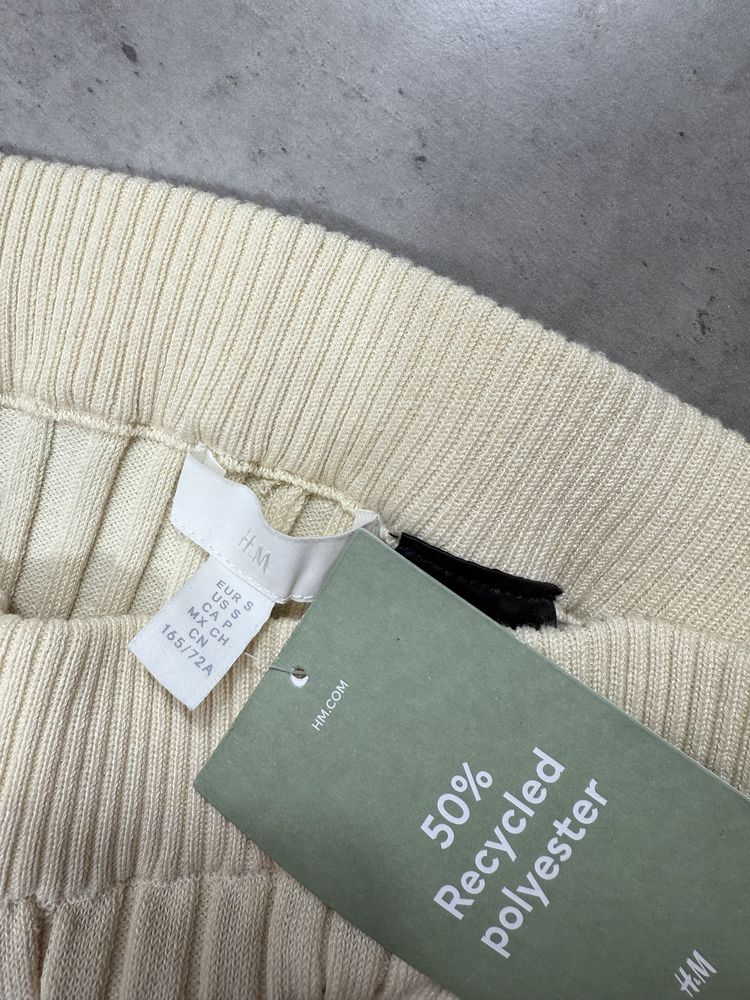 H&M
EUR S
US S
CA P
MX CH
CN
165/72A
HM.COM
50%
Recycled
polyester
H&M